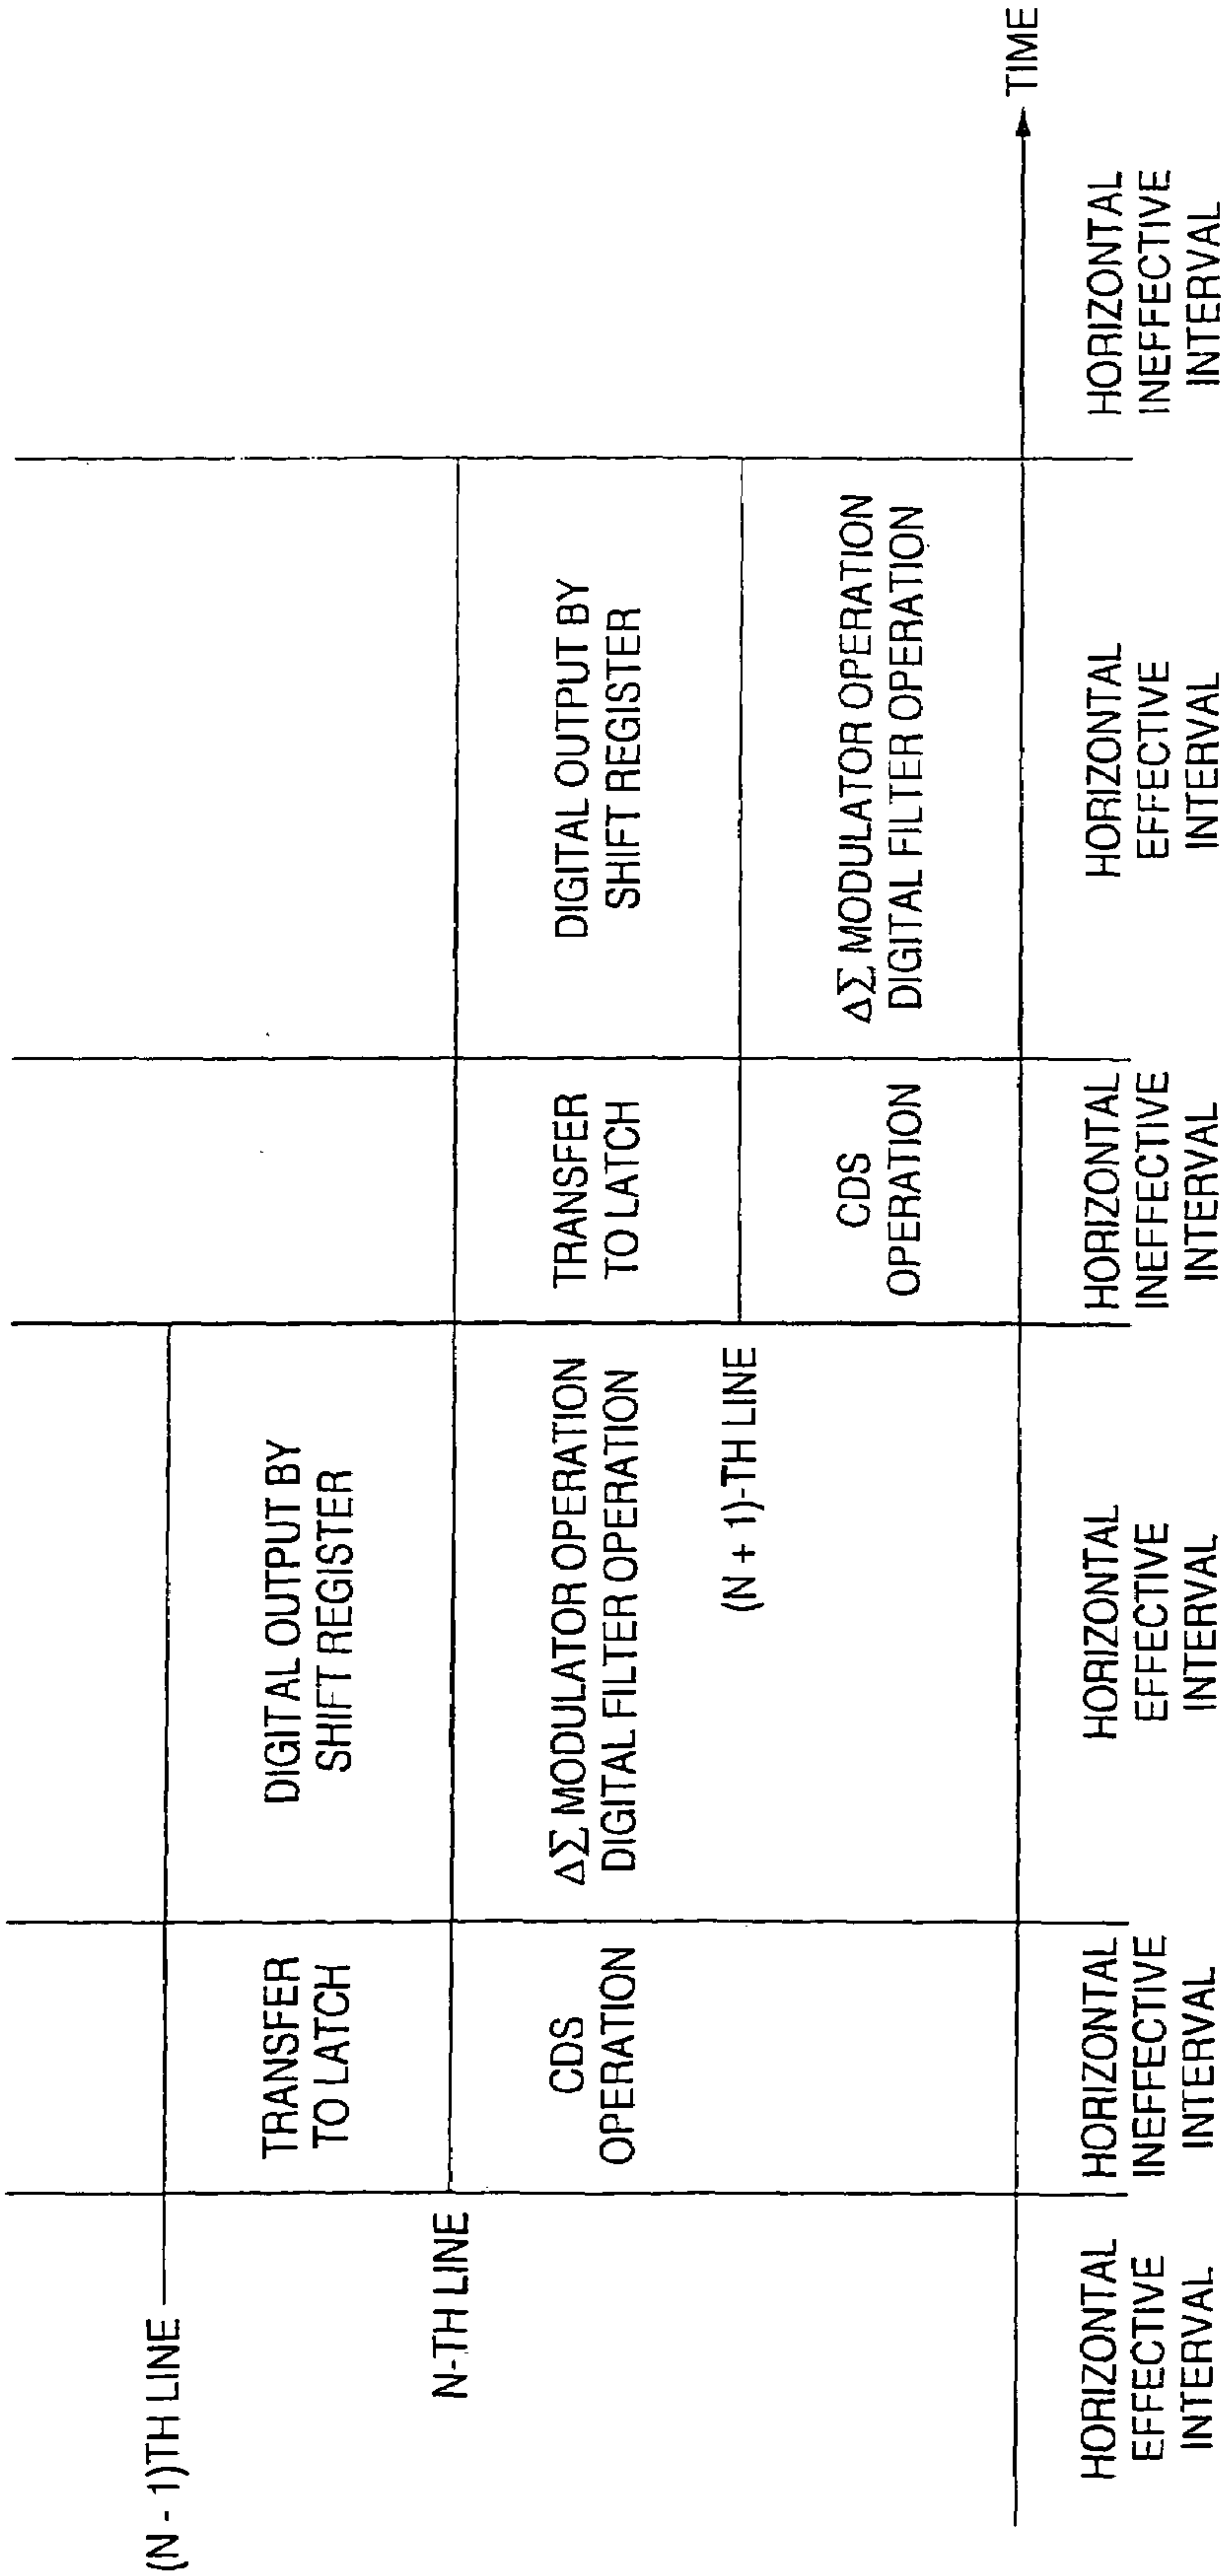 (N - 1)TH LINE
TRANSFER
TO LATCH
DIGITAL OUTPUT BY
SHIFT REGISTER
N-TH LINE
CDS
OPERATION
ΔΣ MODULATOR OPERATION
DIGITAL FILTER OPERATION
TRANSFER
TO LATCH
DIGITAL OUTPUT BY
SHIFT REGISTER
(N + 1)-TH LINE
CDS
OPERATION
ΔΣ MODULATOR OPERATION
DIGITAL FILTER OPERATION
TIME
HORIZONTAL
EFFECTIVE
INTERVAL
HORIZONTAL
INEFFECTIVE
INTERVAL
HORIZONTAL
EFFECTIVE
INTERVAL
HORIZONTAL
INEFFECTIVE
INTERVAL
HORIZONTAL
EFFECTIVE
INTERVAL
HORIZONTAL
INEFFECTIVE
INTERVAL